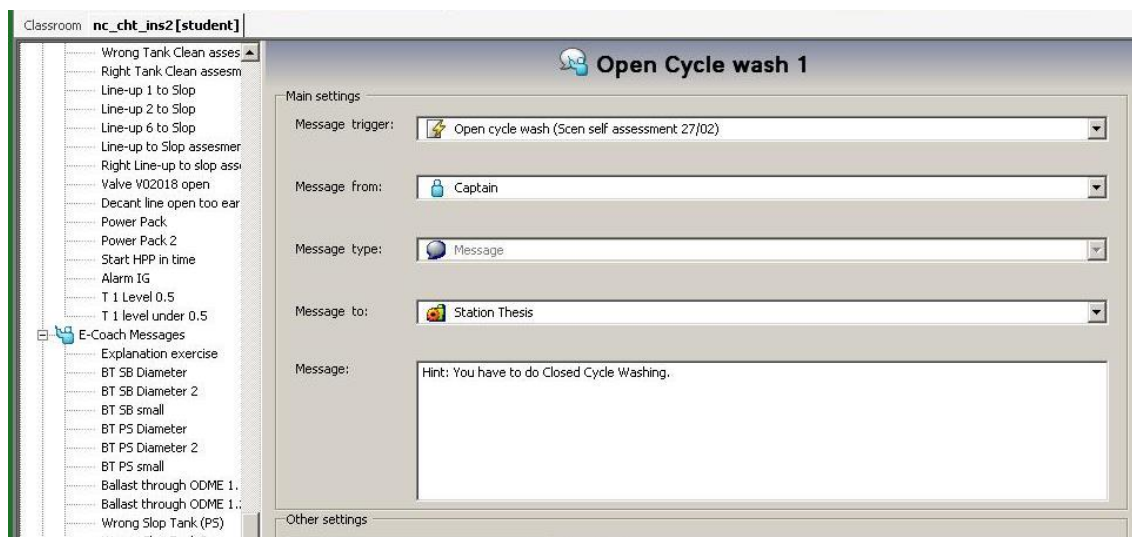 Classroom nc_cht_ins2[student]
Wrong Tank Clean asses
Right Tank Clean assesm
Line-up 1 to Slop
Line-up 2 to Slop
Line-up 6 to Slop
Line-up to Slop assesmer
Right Line-up to slop ass
Valve V02018 open
Decant line open too ear
Power Pack
Power Pack 2
Start HPP in time
Alarm IG
T 1 Level 0.5
T 1 level under 0.5
E-Coach Messages
Explanation exercise
BT SB Diameter
BT SB Diameter 2
BT SB small
BT PS Diameter
BT PS Diameter 2
BT PS small
Ballast through ODME 1.
Ballast through ODME 1.
Wrong Slop Tank (PS)
Open Cycle wash 1
Main settings
Message trigger: Open cycle wash (Scen self assessment 27/02)
Message from: Captain
Message type: Message
Message to: Station Thesis
Message: Hint: You have to do Closed Cycle Washing.
Other settings